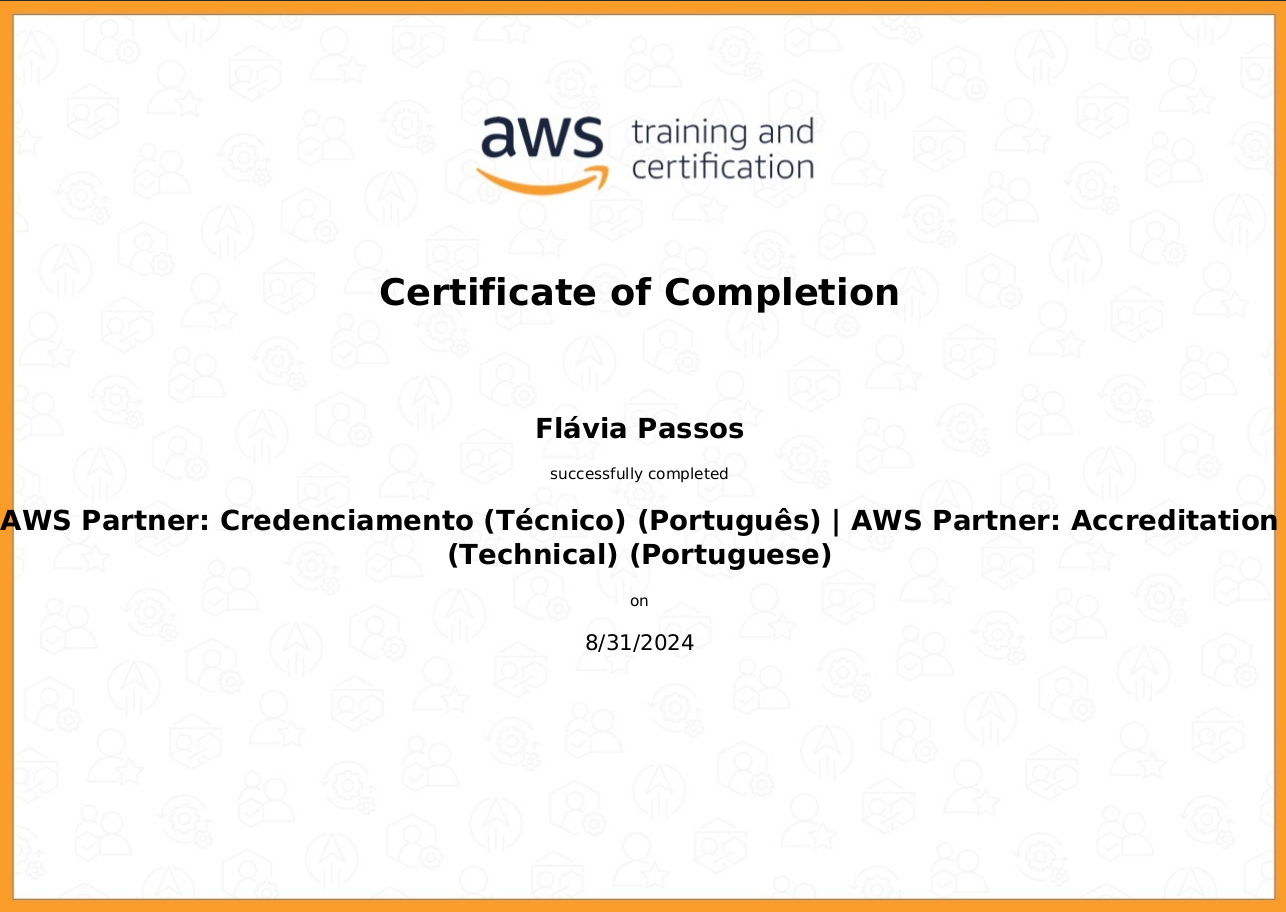 aws training and
certification
Certificate of Completion
Flávia Passos
successfully completed
AWS Partner: Credenciamento (Técnico) (Português) | AWS Partner: Accreditation
(Technical) (Portuguese)
on
8/31/2024